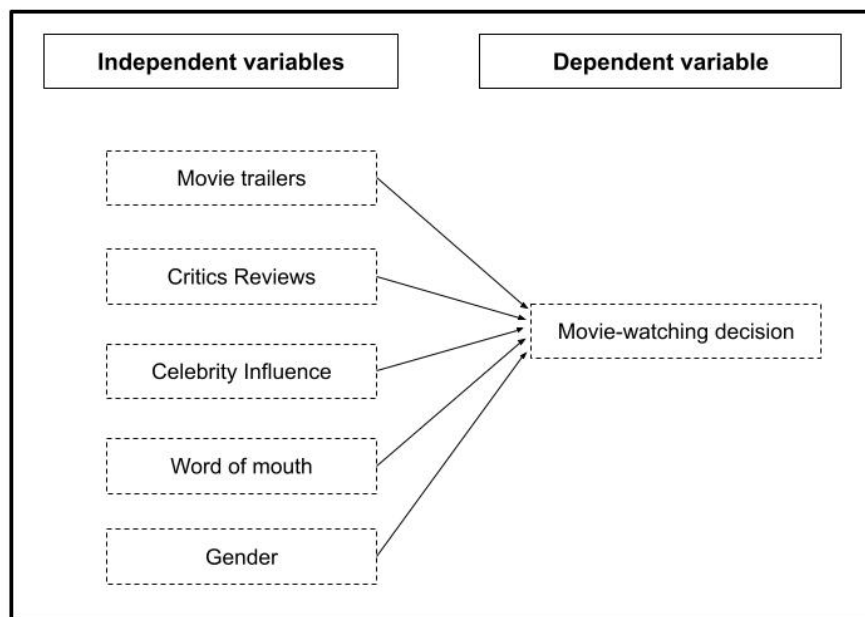 Independent variables
Dependent variable
Movie trailers
Critics Reviews
Celebrity Influence
Word of mouth
Gender
Movie-watching decision